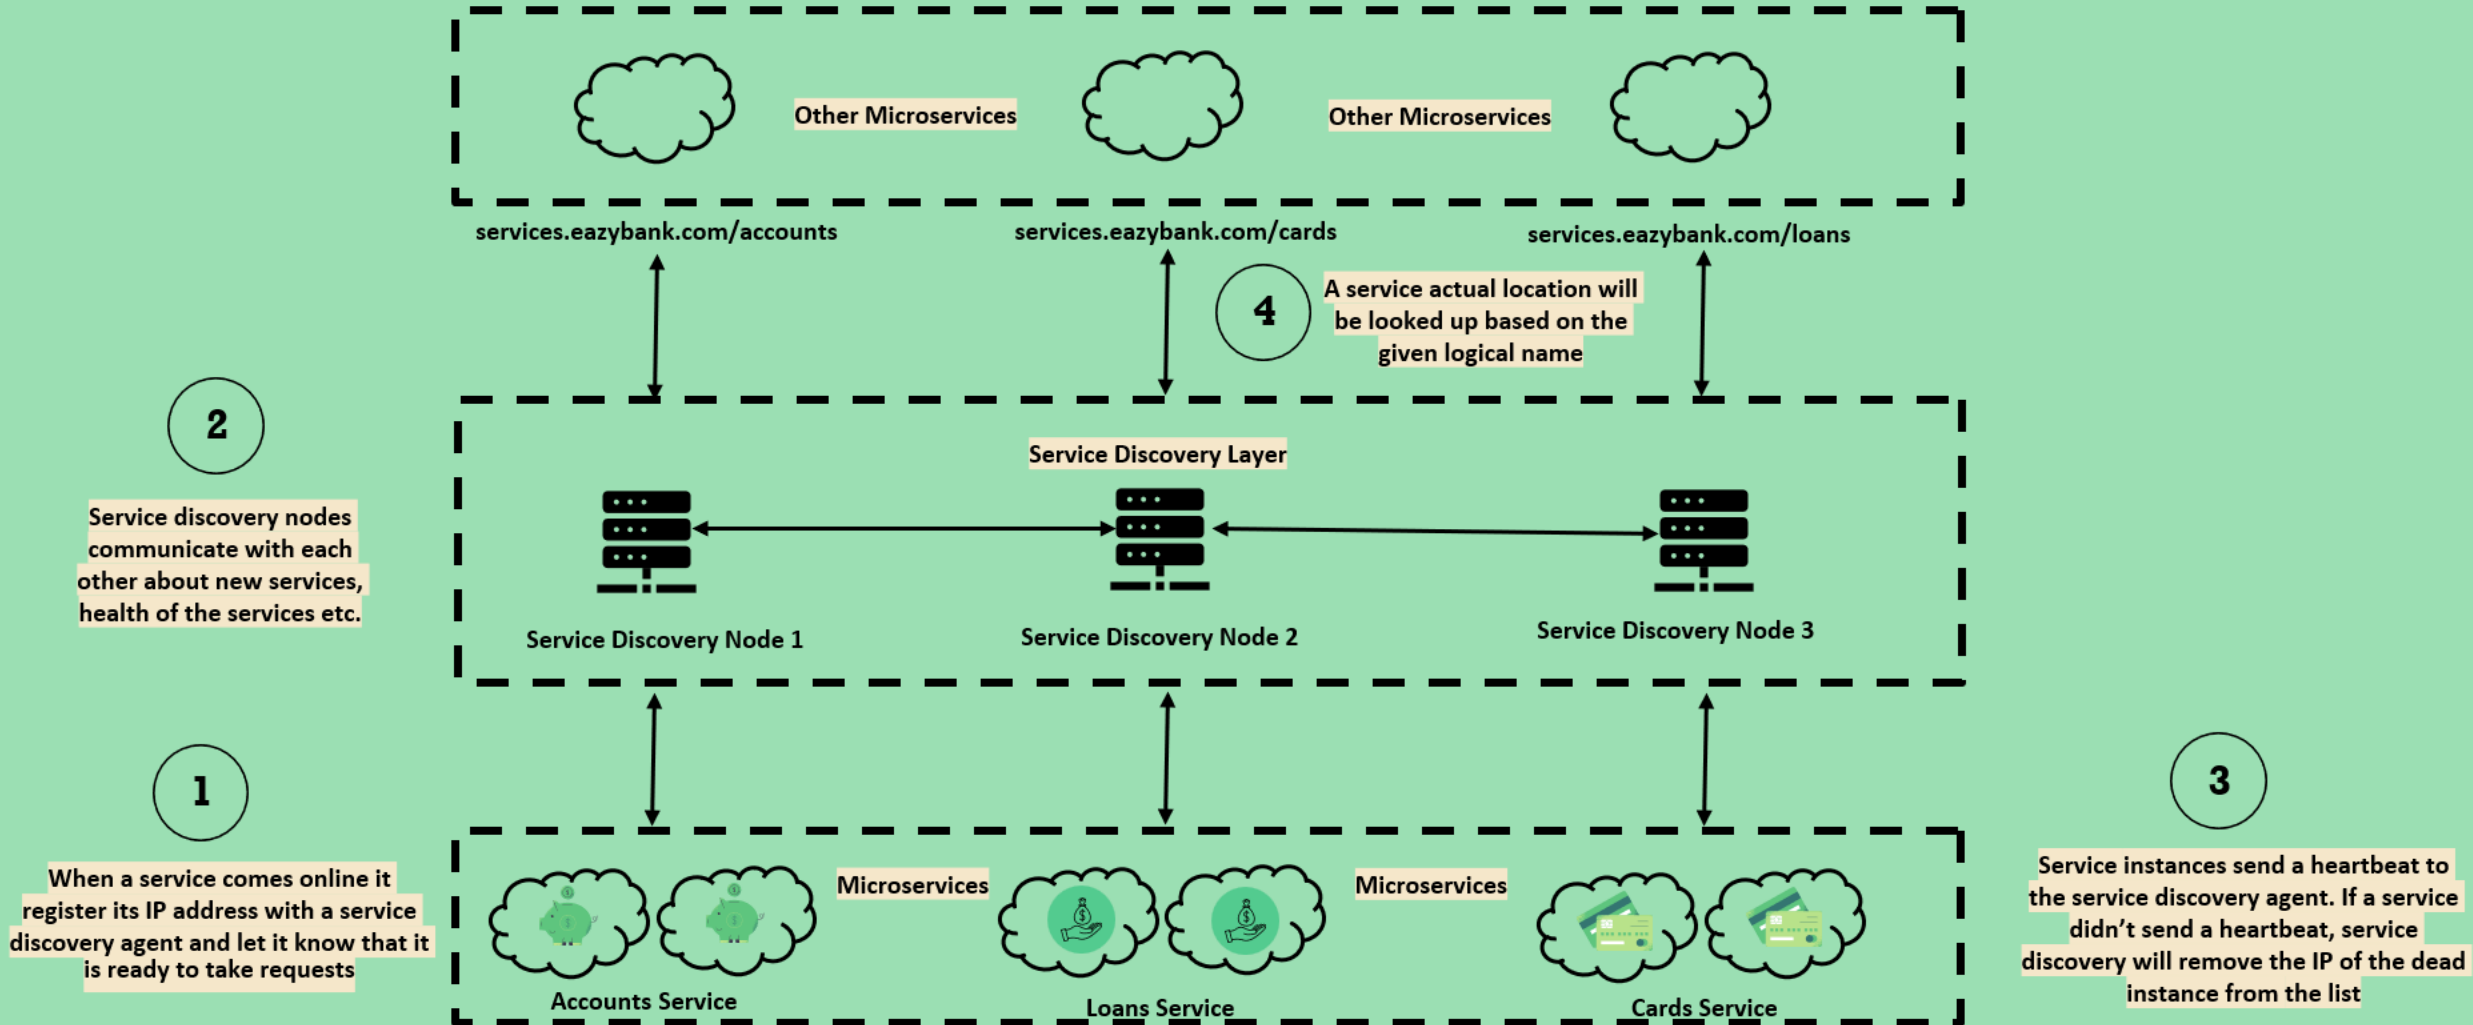 Other Microservices
Other Microservices
services.eazybank.com/accounts
services.eazybank.com/cards
services.eazybank.com/loans
4
A service actual location will
be looked up based on the
given logical name
2
Service discovery nodes
communicate with each
other about new services,
health of the services etc.
Service Discovery Layer
Service Discovery Node 1
Service Discovery Node 2
Service Discovery Node 3
1
When a service comes online it
register its IP address with a service
discovery agent and let it know that it
is ready to take requests
Microservices
Microservices
Accounts Service
Loans Service
Cards Service
3
Service instances send a heartbeat to
the service discovery agent. If a service
didn’t send a heartbeat, service
discovery will remove the IP of the dead
instance from the list